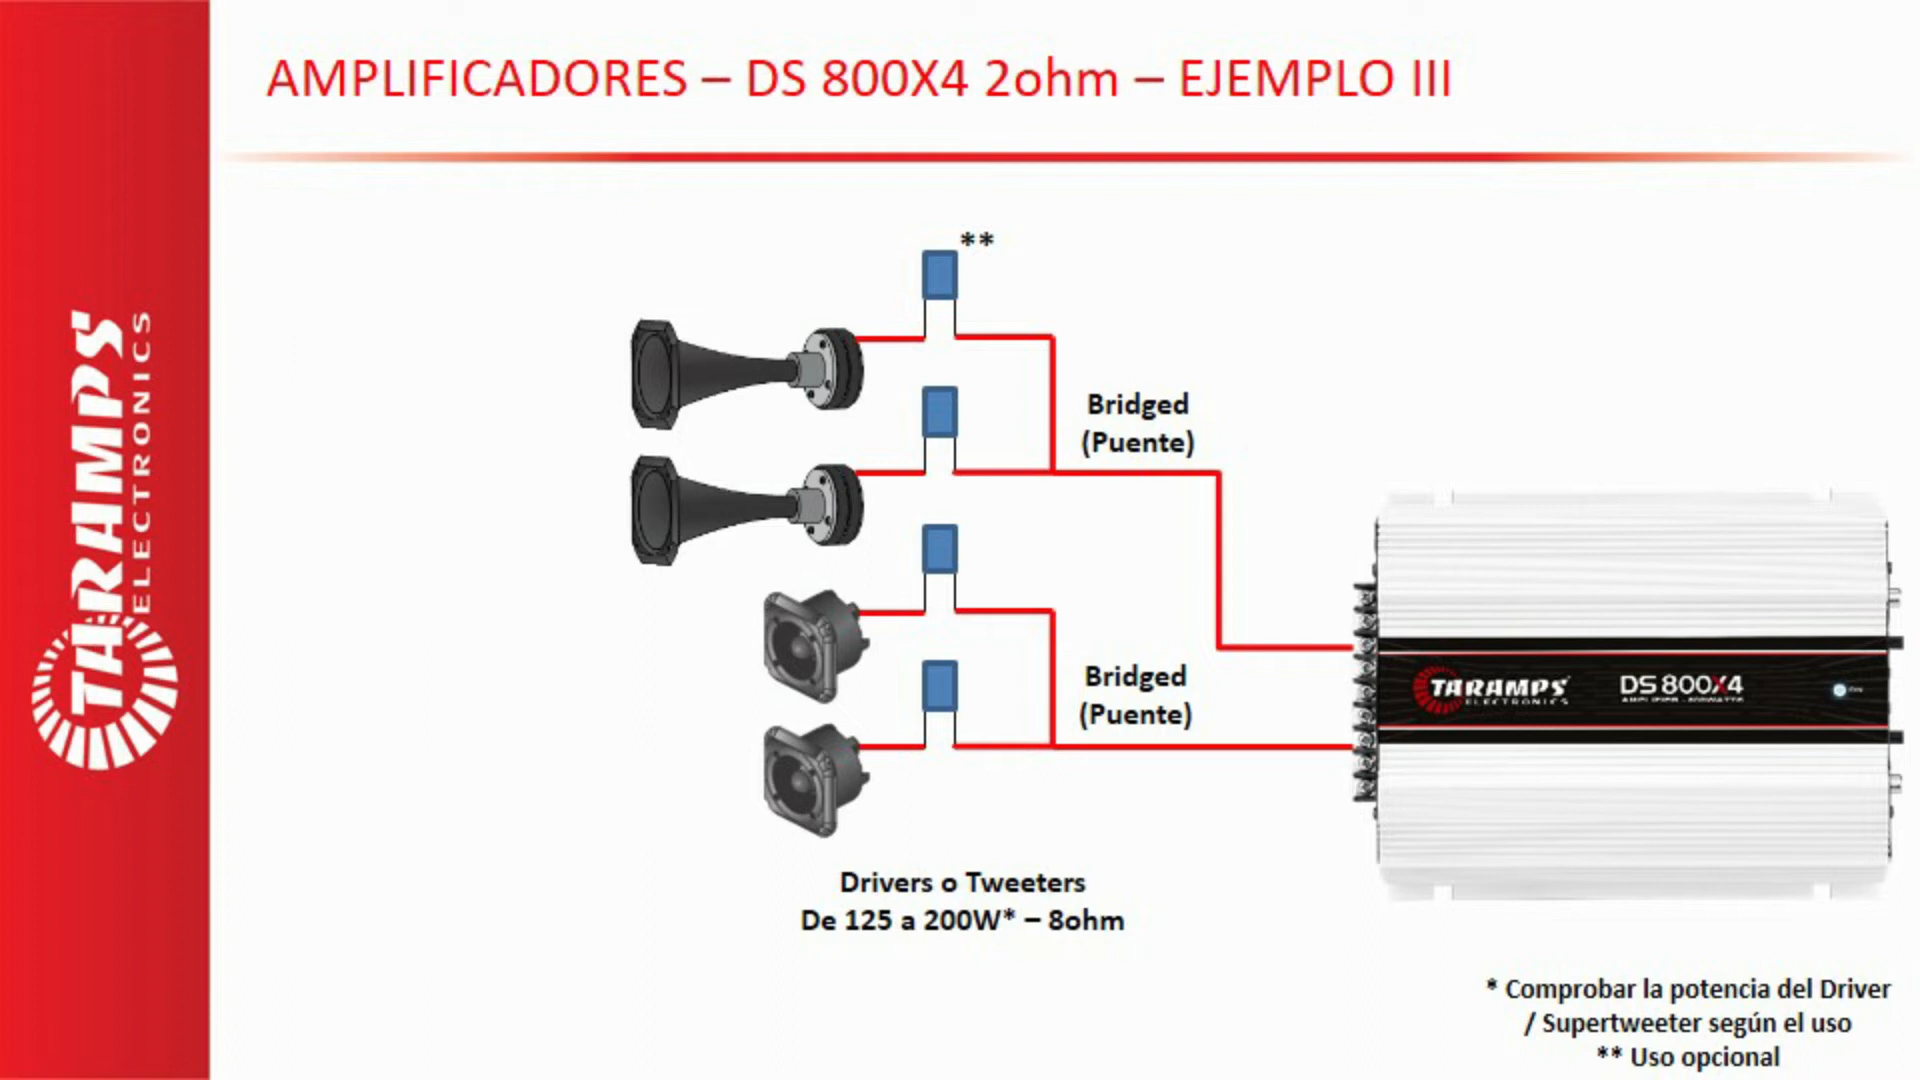 AMPLIFICADORES – DS 800X4 2ohm – EJEMPLO III
TARAMPS
ELECTRONICS
**
Bridged
(Puente)
Bridged
(Puente)
TARAMPS
ELECTRONICS
DS 800X4
Drivers o Tweeters
De 125 a 200W* – 8ohm
* Comprobar la potencia del Driver
/ Supertweeter según el uso
** Uso opcional